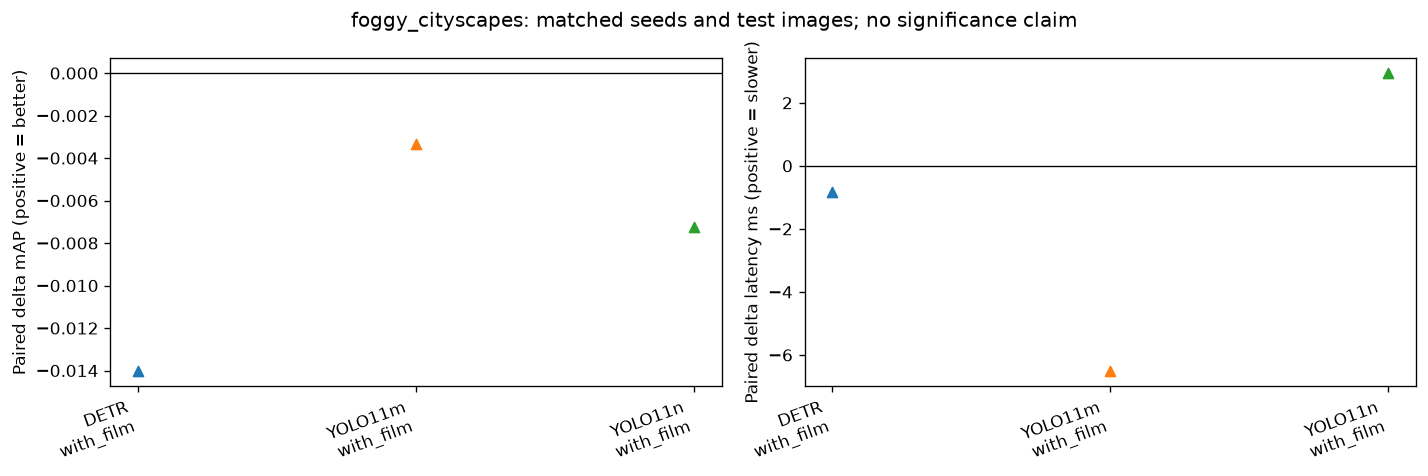 foggy_cityscapes: matched seeds and test images; no significance claim
Paired delta mAP (positive = better)
0.000
−0.002
−0.004
−0.006
−0.008
−0.010
−0.012
−0.014
DETR
with_film
YOLO11m
with_film
YOLO11n
with_film
Paired delta latency ms (positive = slower)
2
0
−2
−4
−6
DETR
with_film
YOLO11m
with_film
YOLO11n
with_film